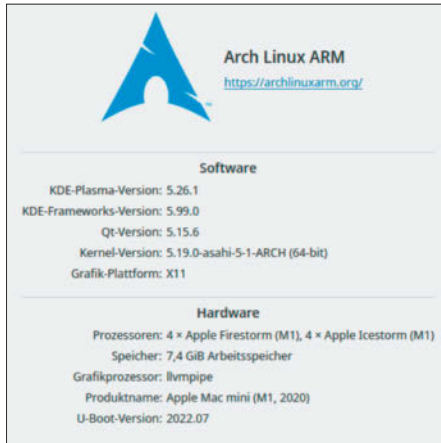 Arch Linux ARM
https://archlinuxarm.org/
Software
KDE-Plasma-Version: 5.26.1
KDE-Frameworks-Version: 5.99.0
Qt-Version: 5.15.6
Kernel-Version: 5.19.0-asahi-5-1-ARCH (64-bit)
Grafik-Plattform: X11
Hardware
Prozessoren: 4 × Apple Firestorm (M1), 4 × Apple Icestorm (M1)
Speicher: 7,4 GiB Arbeitsspeicher
Grafikprozessor: llvmpipe
Produktname: Apple Mac mini (M1, 2020)
U-Boot-Version: 2022.07